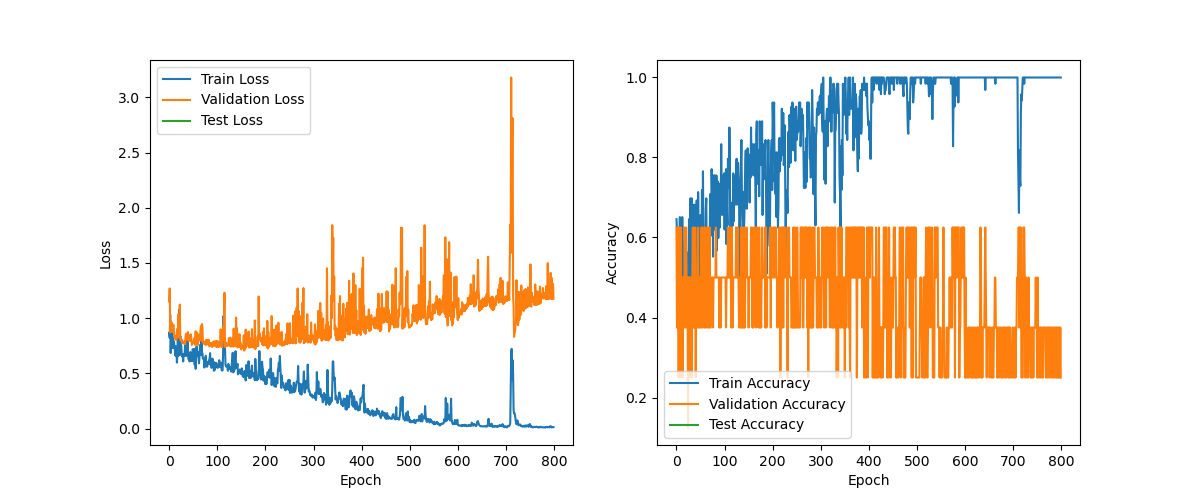 Train Loss
Validation Loss
Test Loss
3.0
2.5
2.0
1.5
1.0
0.5
0.0
Loss
0 100 200 300 400 500 600 700 800
Epoch
1.0
0.8
0.6
0.4
0.2
Accuracy
Train Accuracy
Validation Accuracy
Test Accuracy
0 100 200 300 400 500 600 700 800
Epoch